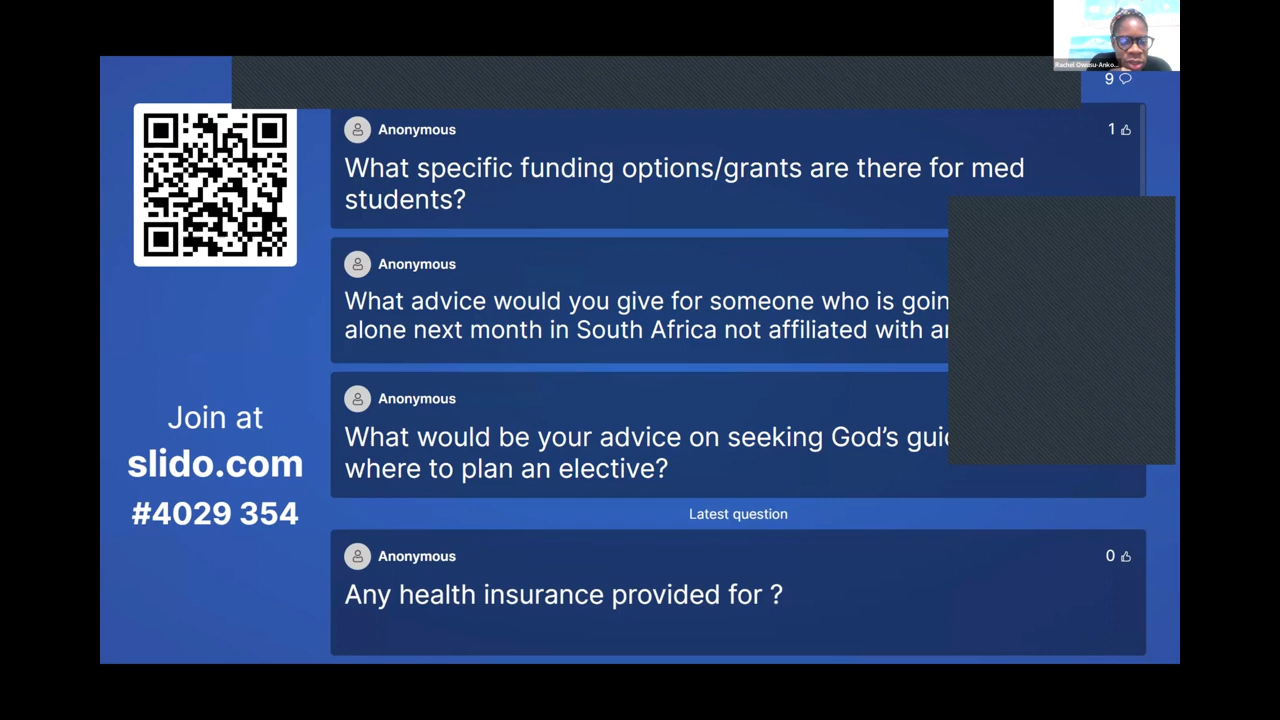 Rachel Owusu-Anko...
9
Anonymous
1
What specific funding options/grants are there for med
students?
Anonymous
What advice would you give for someone who is goin
alone next month in South Africa not affiliated with
Anonymous
What would be your advice on seeking God's
where to plan an elective?
Join at
slido.com
#4029 354
Latest question
Anonymous
0
Any health insurance provided for ?